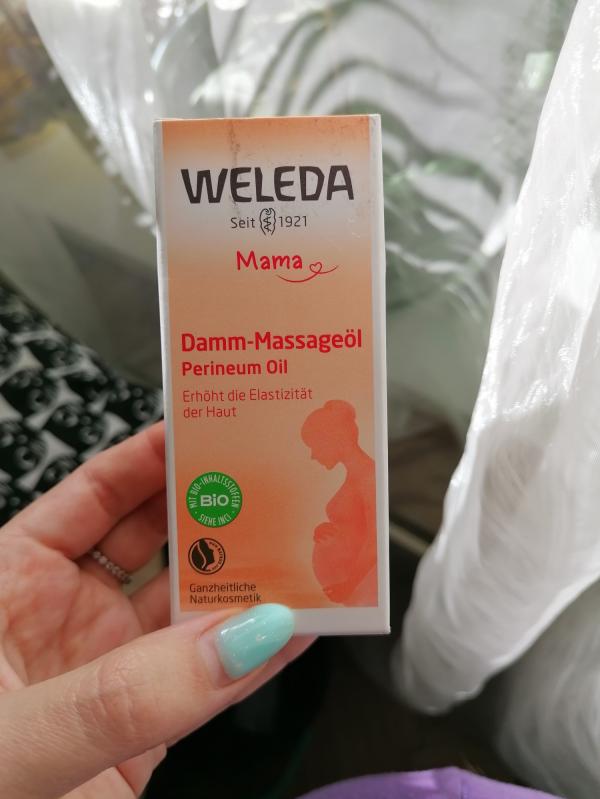 WELEDA
Seit 1921
Mama
Damm-Massageöl
Perineum Oil
Erhöht die Elastizität
der Haut
MIT BIO-INHALTSSTOFFEN
BiO
SIEHE INCI
Ganzheitliche
Naturkosmetik